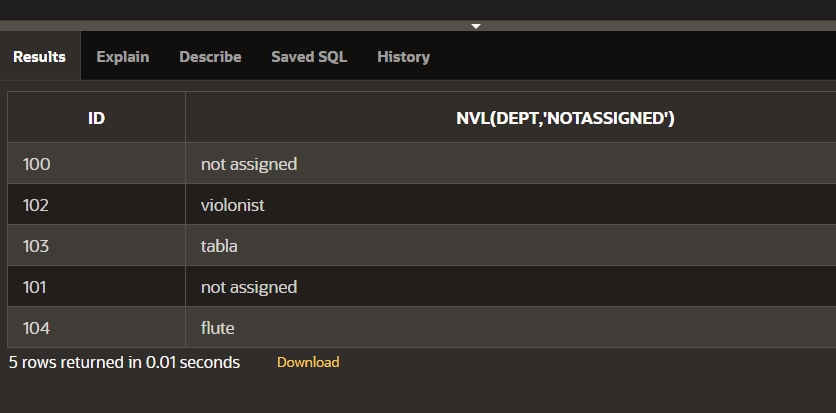 Results Explain Describe Saved SQL History
ID NVL(DEPT,'NOTASSIGNED')
100 not assigned
102 violonist
103 tabla
101 not assigned
104 flute
5 rows returned in 0.01 seconds Download